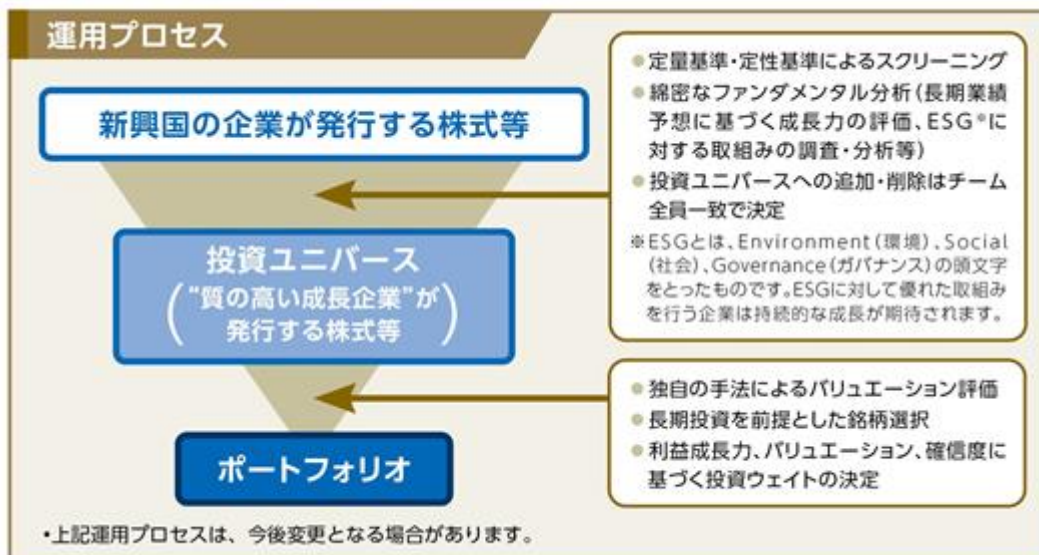 運用プロセス
新興国の企業が発行する株式等
●定量基準・定性基準によるスクリーニング
●綿密なファンダメンタル分析(長期業績
予想に基づく成長力の評価、ESG※に
対する取組みの調査・分析等)
●投資ユニバースへの追加・削除はチーム
全員一致で決定
※ESGとは、Environment(環境)、Social
(社会)、Governance(ガバナンス)の頭文字
をとったものです。ESGに対して優れた取組み
を行う企業は持続的な成長が期待されます。
投資ユニバース
(“質の高い成長企業”が
発行する株式等)
●独自の手法によるバリュエーション評価
●長期投資を前提とした銘柄選択
●利益成長力、バリュエーション、確信度に
基づく投資ウェイトの決定
ポートフォリオ
・上記運用プロセスは、今後変更となる場合があります。